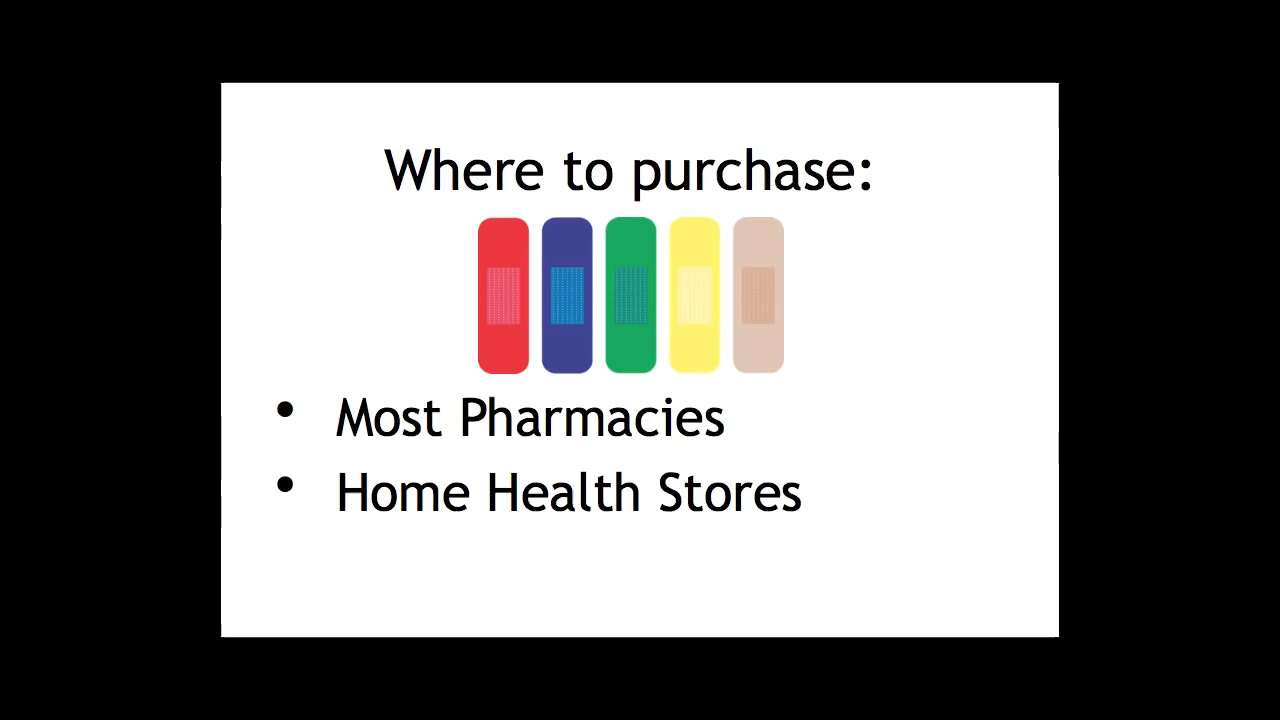 Where to purchase:
• Most Pharmacies
• Home Health Stores